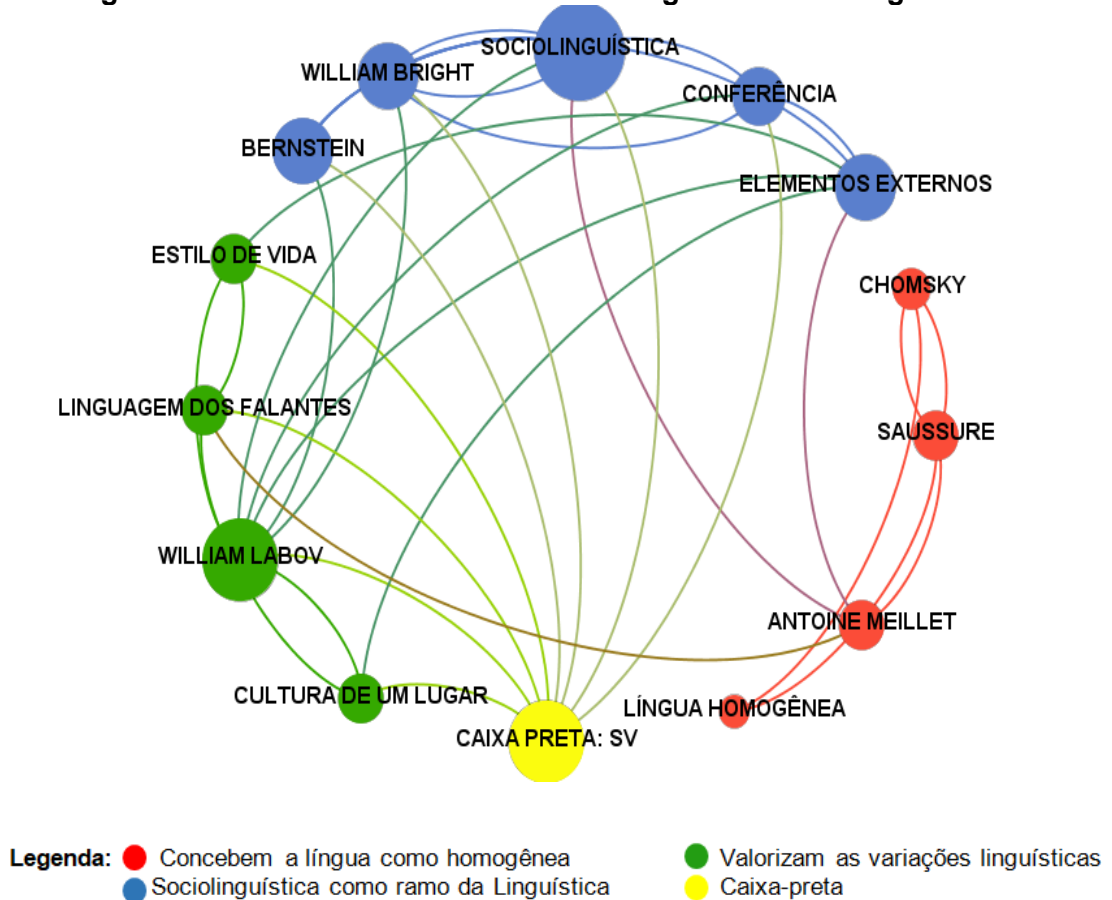 SOCIOLINGUÍSTICA
WILLIAM BRIGHT
CONFERÊNCIA
BERNSTEIN
ELEMENTOS EXTERNOS
ESTILO DE VIDA
CHOMSKY
LINGUAGEM DOS FALANTES
SAUSSURE
WILLIAM LABOV
ANTOINE MEILLET
CULTURA DE UM LUGAR
LÍNGUA HOMOGÊNEA
CAIXA PRETA: SV
Legenda: Concebem a língua como homogênea Valorizam as variações linguísticas
Sociolinguística como ramo da Linguística Caixa-preta